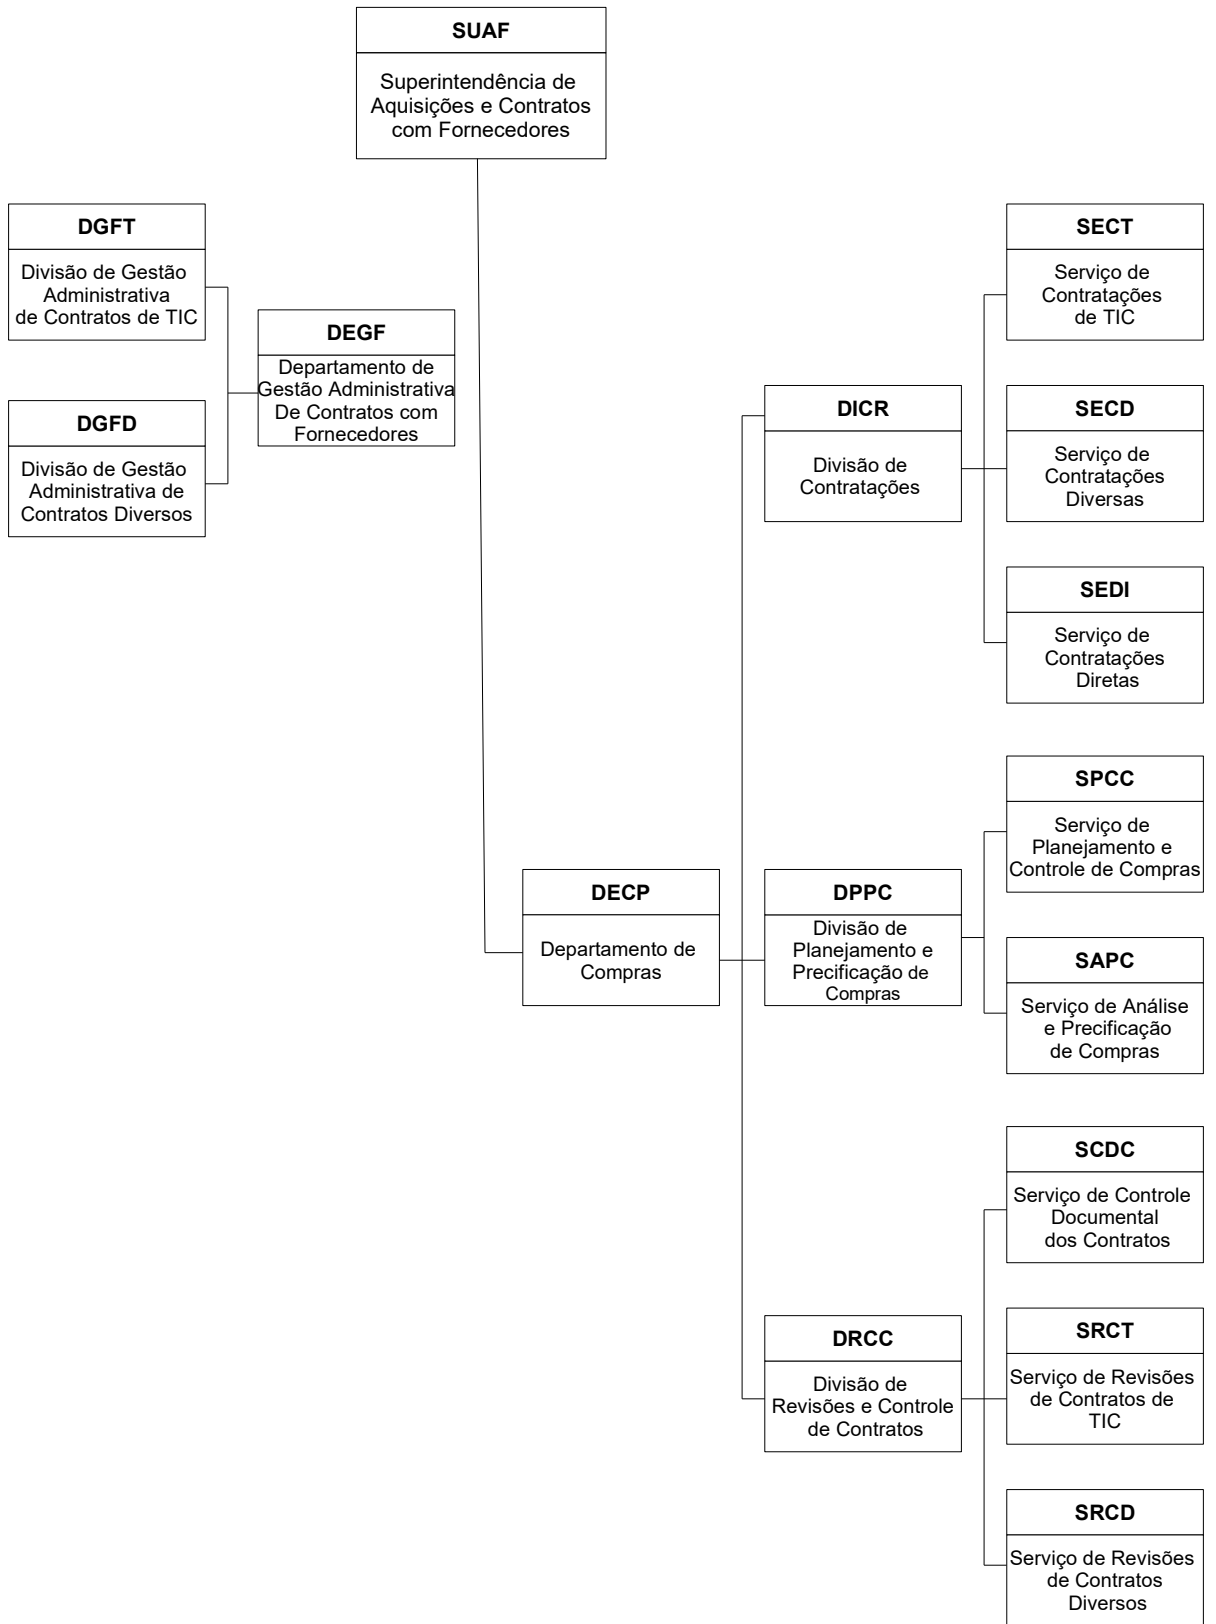 SUAF
Superintendência de
Aquisições e Contratos
com Fornecedores
DGFT
Divisão de Gestão
Administrativa
de Contratos de TIC
DGFD
Divisão de Gestão
Administrativa de
Contratos Diversos
DEGF
Departamento de
Gestão Administrativa
De Contratos com
Fornecedores
DECP
Departamento de
Compras
DICR
Divisão de
Contratações
SECT
Serviço de
Contratações
de TIC
SECD
Serviço de
Contratações
Diversas
SEDI
Serviço de
Contratações
Diretas
DPPC
Divisão de
Planejamento e
Precificação de
Compras
SPCC
Serviço de
Planejamento e
Controle de Compras
SAPC
Serviço de Análise
e Precificação
de Compras
DRCC
Divisão de
Revisões e Controle
de Contratos
SCDC
Serviço de Controle
Documental
dos Contratos
SRCT
Serviço de Revisões
de Contratos de
TIC
SRCD
Serviço de Revisões
de Contratos
Diversos